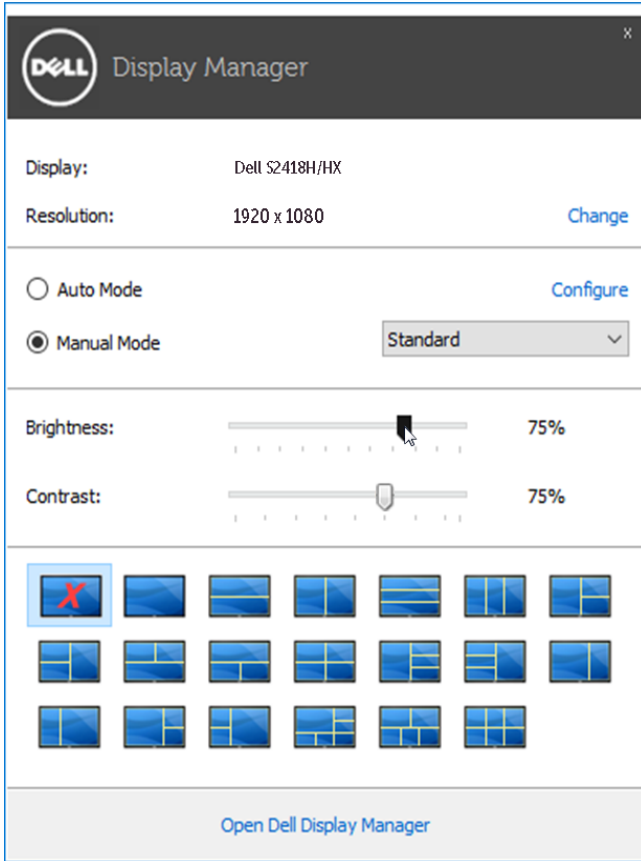 DELL Display Manager x
Display: Dell S2418H/HX
Resolution: 1920 x 1080 Change
Auto Mode Configure
Manual Mode Standard
Brightness: 75%
Contrast: 75%
X
Open Dell Display Manager